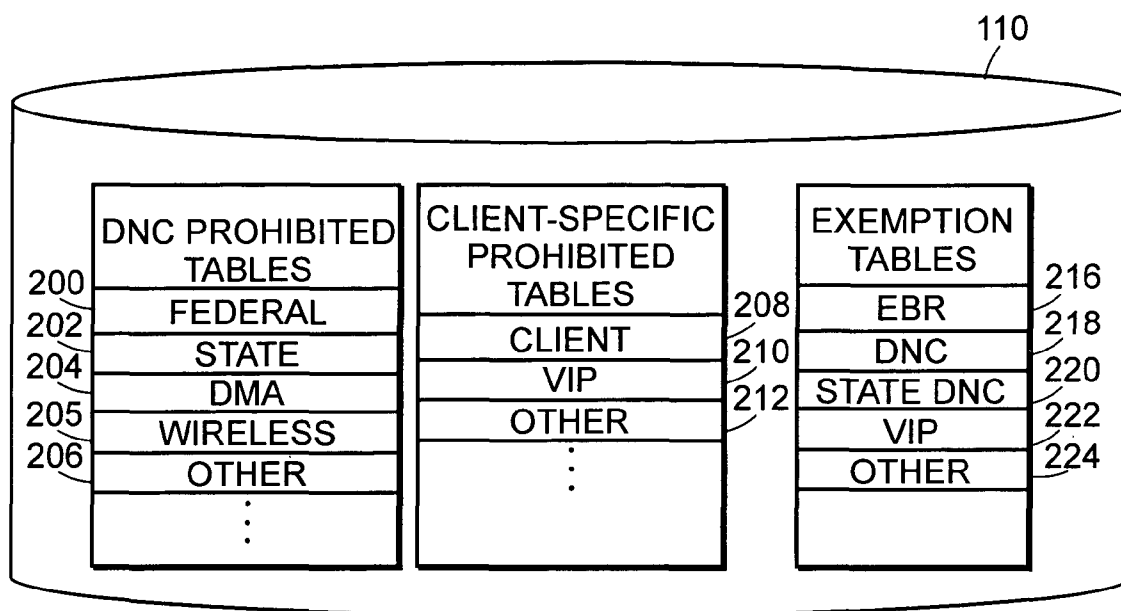 110
DNC PROHIBITED
TABLES
200
FEDERAL
202
STATE
204
DMA
205
WIRELESS
206
OTHER
CLIENT-SPECIFIC
PROHIBITED
TABLES
208
CLIENT
210
VIP
212
OTHER
EXEMPTION
TABLES
216
EBR
218
DNC
220
STATE DNC
222
VIP
224
OTHER